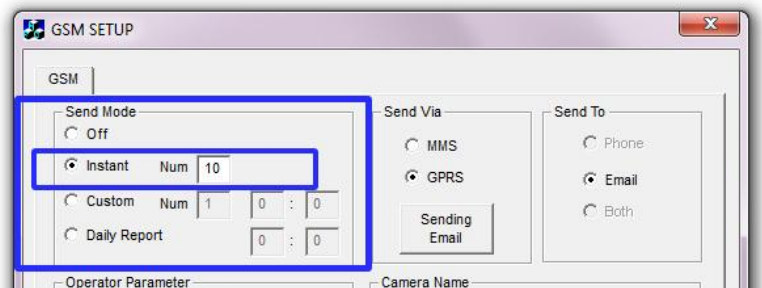 GSM SETUP
GSM
Send Mode
Off
Instant Num 10
Custom Num 1 0 : 0
Daily Report 0 : 0
Send Via
MMS
GPRS
Sending
Email
Send To
Phone
Email
Both
Operator Parameter
Camera Name